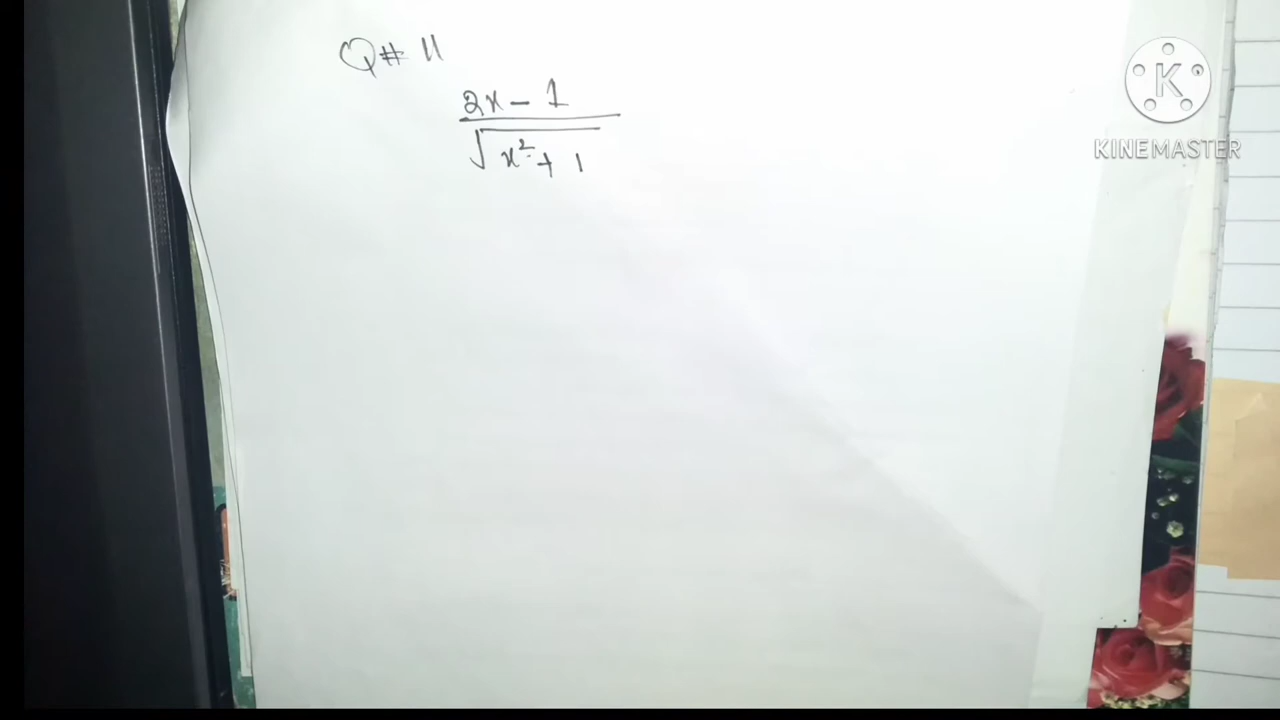 Q# 11
2x - 1
√x²+ 1
K
KINEMASTER